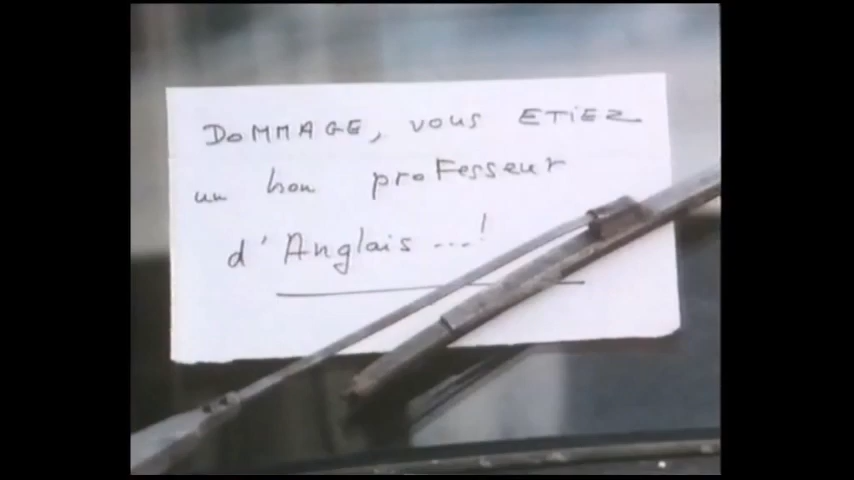 DOMMAGE, vous ETiEZ
un bon proFesseur
d'Anglais ...!